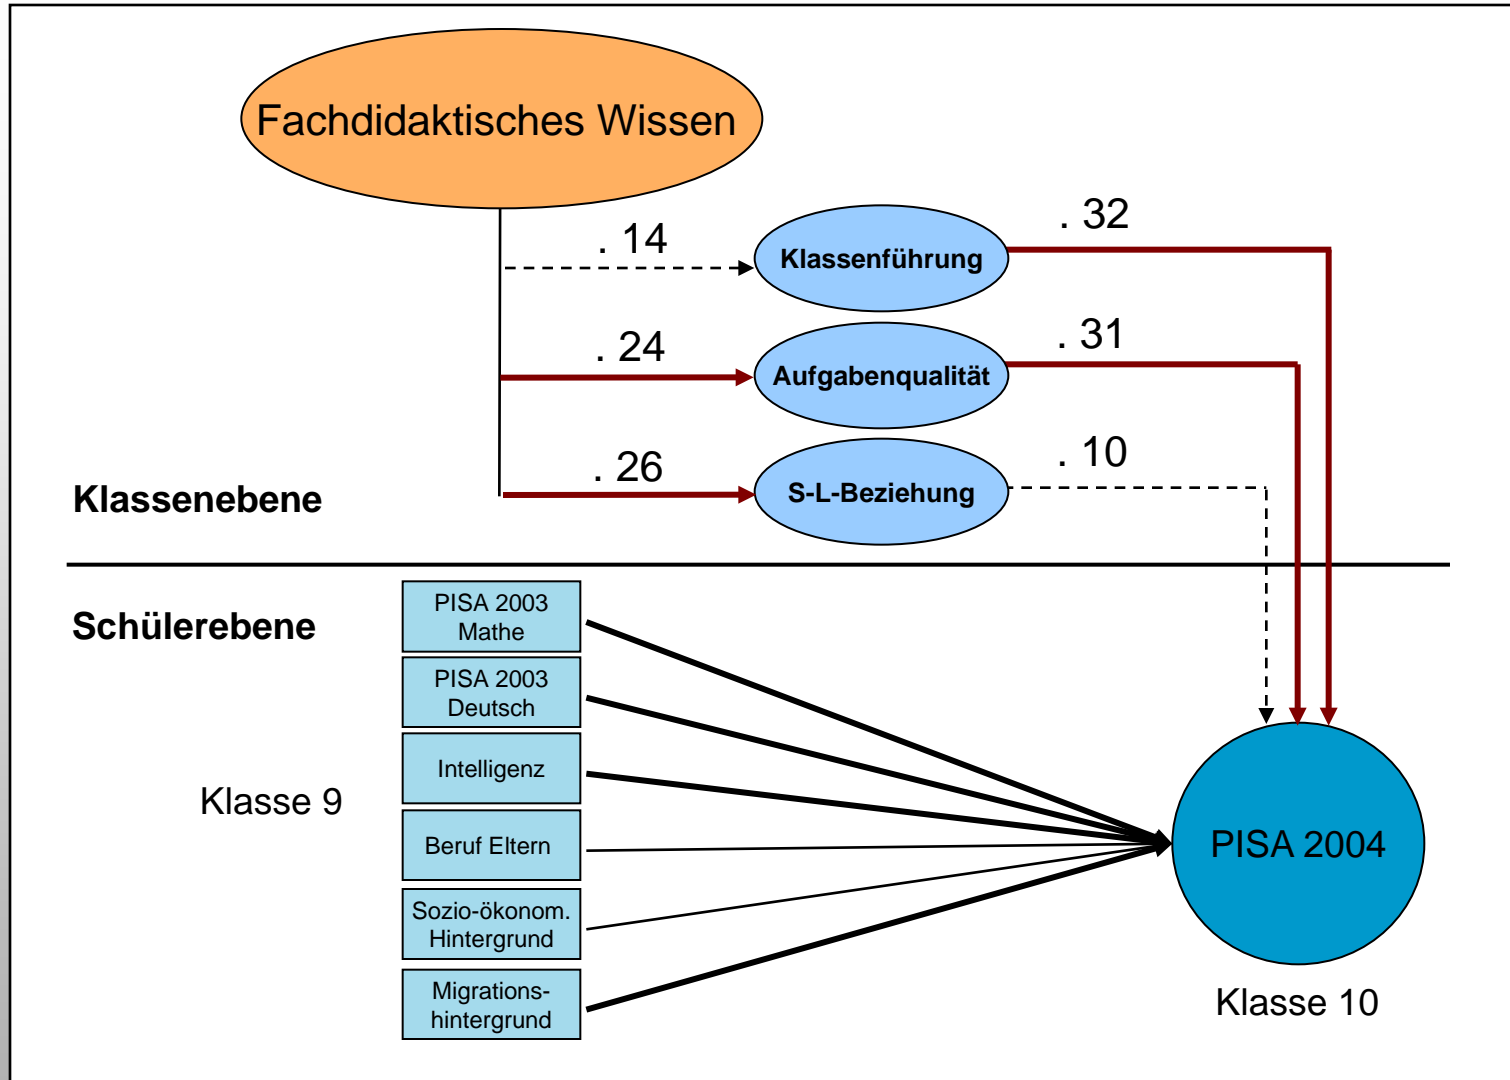 Fachdidaktisches Wissen
. 14
Klassenführung
. 32
. 24
Aufgabenqualität
. 31
. 26
S-L-Beziehung
. 10
Klassenebene
Schülerebene
PISA 2003
Mathe
PISA 2003
Deutsch
Intelligenz
Klasse 9
Beruf Eltern
PISA 2004
Sozio-ökonom.
Hintergrund
Migrations-
hintergrund
Klasse 10